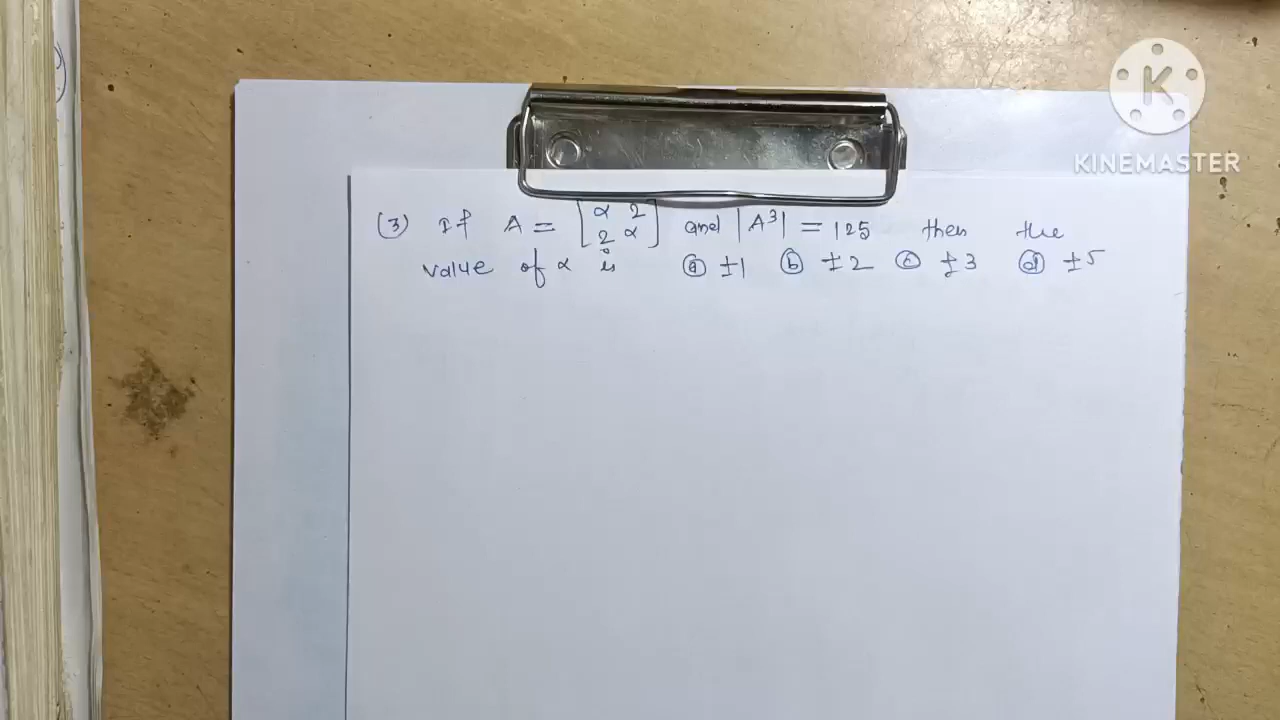 K
KINEMASTER
(3) If A = [α 2
2 α] and |A³| = 125 then the
value of α is ⓐ ±1 ⓑ ±2 ⓒ ±3 ⓓ ±5